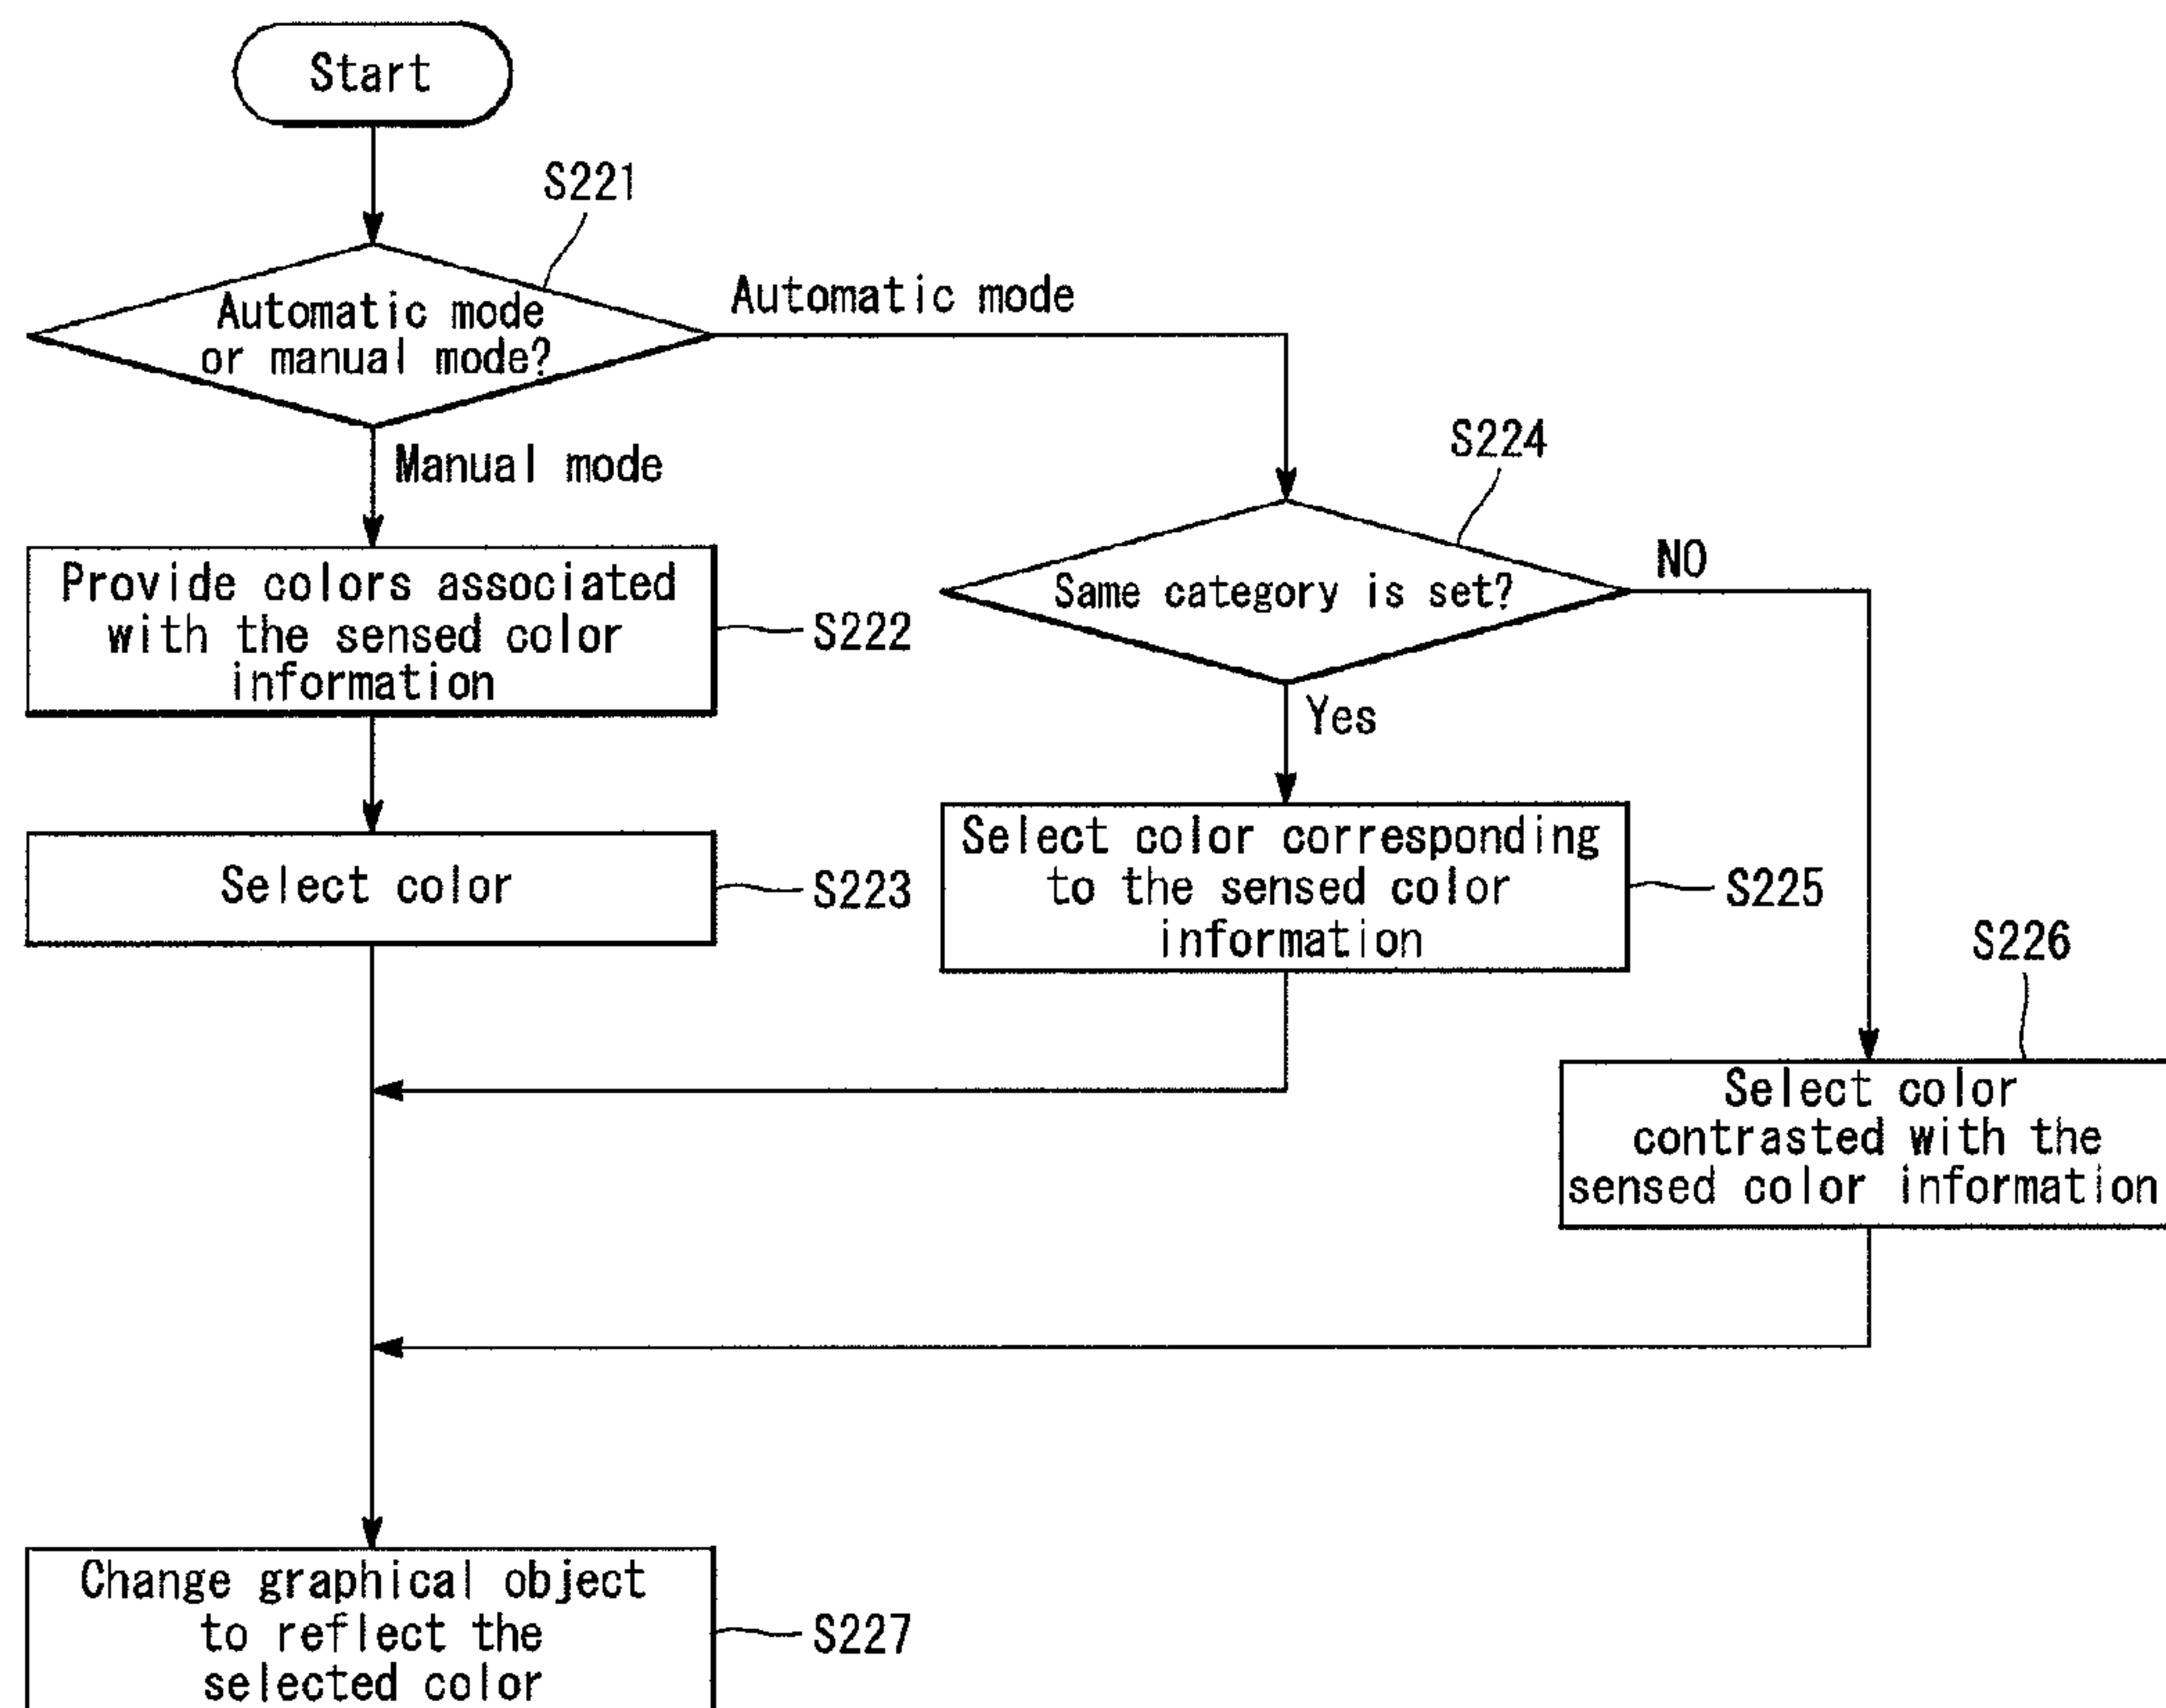 Start
S221
Automatic mode
or manual mode?
Automatic mode
Manual mode
S224
Same category is set?
NO
Yes
Provide colors associated
with the sensed color
information
S222
Select color
S223
Select color corresponding
to the sensed color
information
S225
S226
Select color
contrasted with the
sensed color information
Change graphical object
to reflect the
selected color
S227